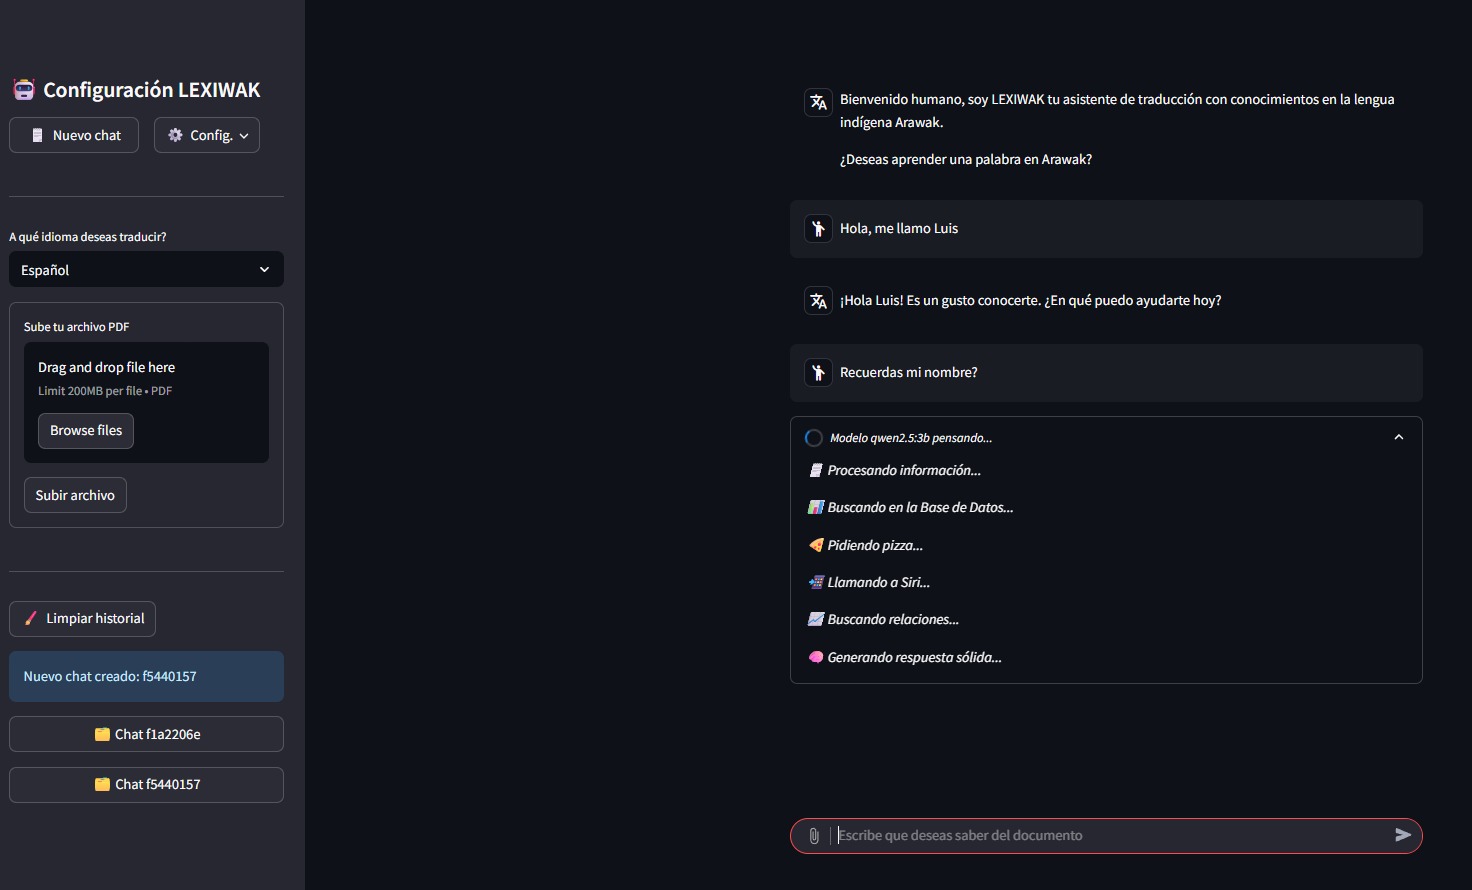 Configuración LEXIWAK
Nuevo chat
Config.
A qué idioma deseas traducir?
Español
Sube tu archivo PDF
Drag and drop file here
Limit 200MB per file • PDF
Browse files
Subir archivo
Limpiar historial
Nuevo chat creado: f5440157
Chat f1a2206e
Chat f5440157
Bienvenido humano, soy LEXIWAK tu asistente de traducción con conocimientos en la lengua
indígena Arawak.
¿Deseas aprender una palabra en Arawak?
Hola, me llamo Luis
¡Hola Luis! Es un gusto conocerte. ¿En qué puedo ayudarte hoy?
Recuerdas mi nombre?
Modelo qwen2.5:3b pensando...
Procesando información...
Buscando en la Base de Datos...
Pidiendo pizza...
Llamando a Siri...
Buscando relaciones...
Generando respuesta sólida...
Escribe que deseas saber del documento